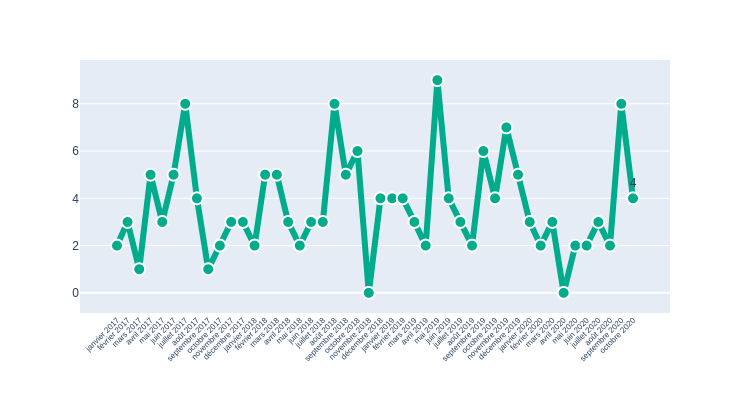 8
6
4
2
0
4
janvier 2017
février 2017
mars 2017
avril 2017
mai 2017
juin 2017
juillet 2017
août 2017
septembre 2017
octobre 2017
novembre 2017
décembre 2017
janvier 2018
février 2018
mars 2018
avril 2018
mai 2018
juin 2018
juillet 2018
août 2018
septembre 2018
octobre 2018
novembre 2018
décembre 2018
janvier 2019
février 2019
mars 2019
avril 2019
mai 2019
juin 2019
juillet 2019
août 2019
septembre 2019
octobre 2019
novembre 2019
décembre 2019
janvier 2020
février 2020
mars 2020
avril 2020
mai 2020
juin 2020
juillet 2020
août 2020
septembre 2020
octobre 2020